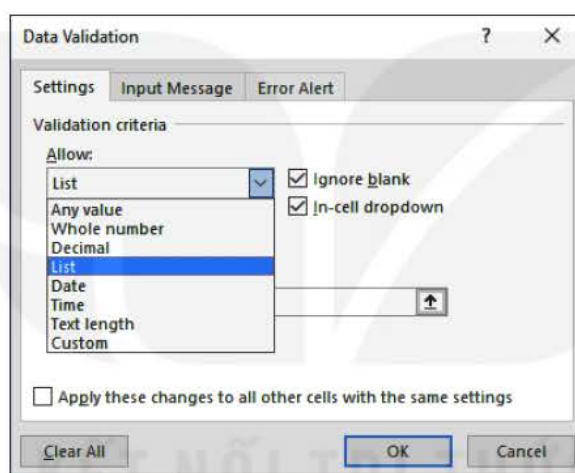 Data Validation ? ×
Settings Input Message Error Alert
Validation criteria
Allow:
List Ignore blank
Any value In-cell dropdown
Whole number
Decimal
List
Date
Time
Text length
Custom
Apply these changes to all other cells with the same settings
Clear All OK Cancel
NỐI TRI